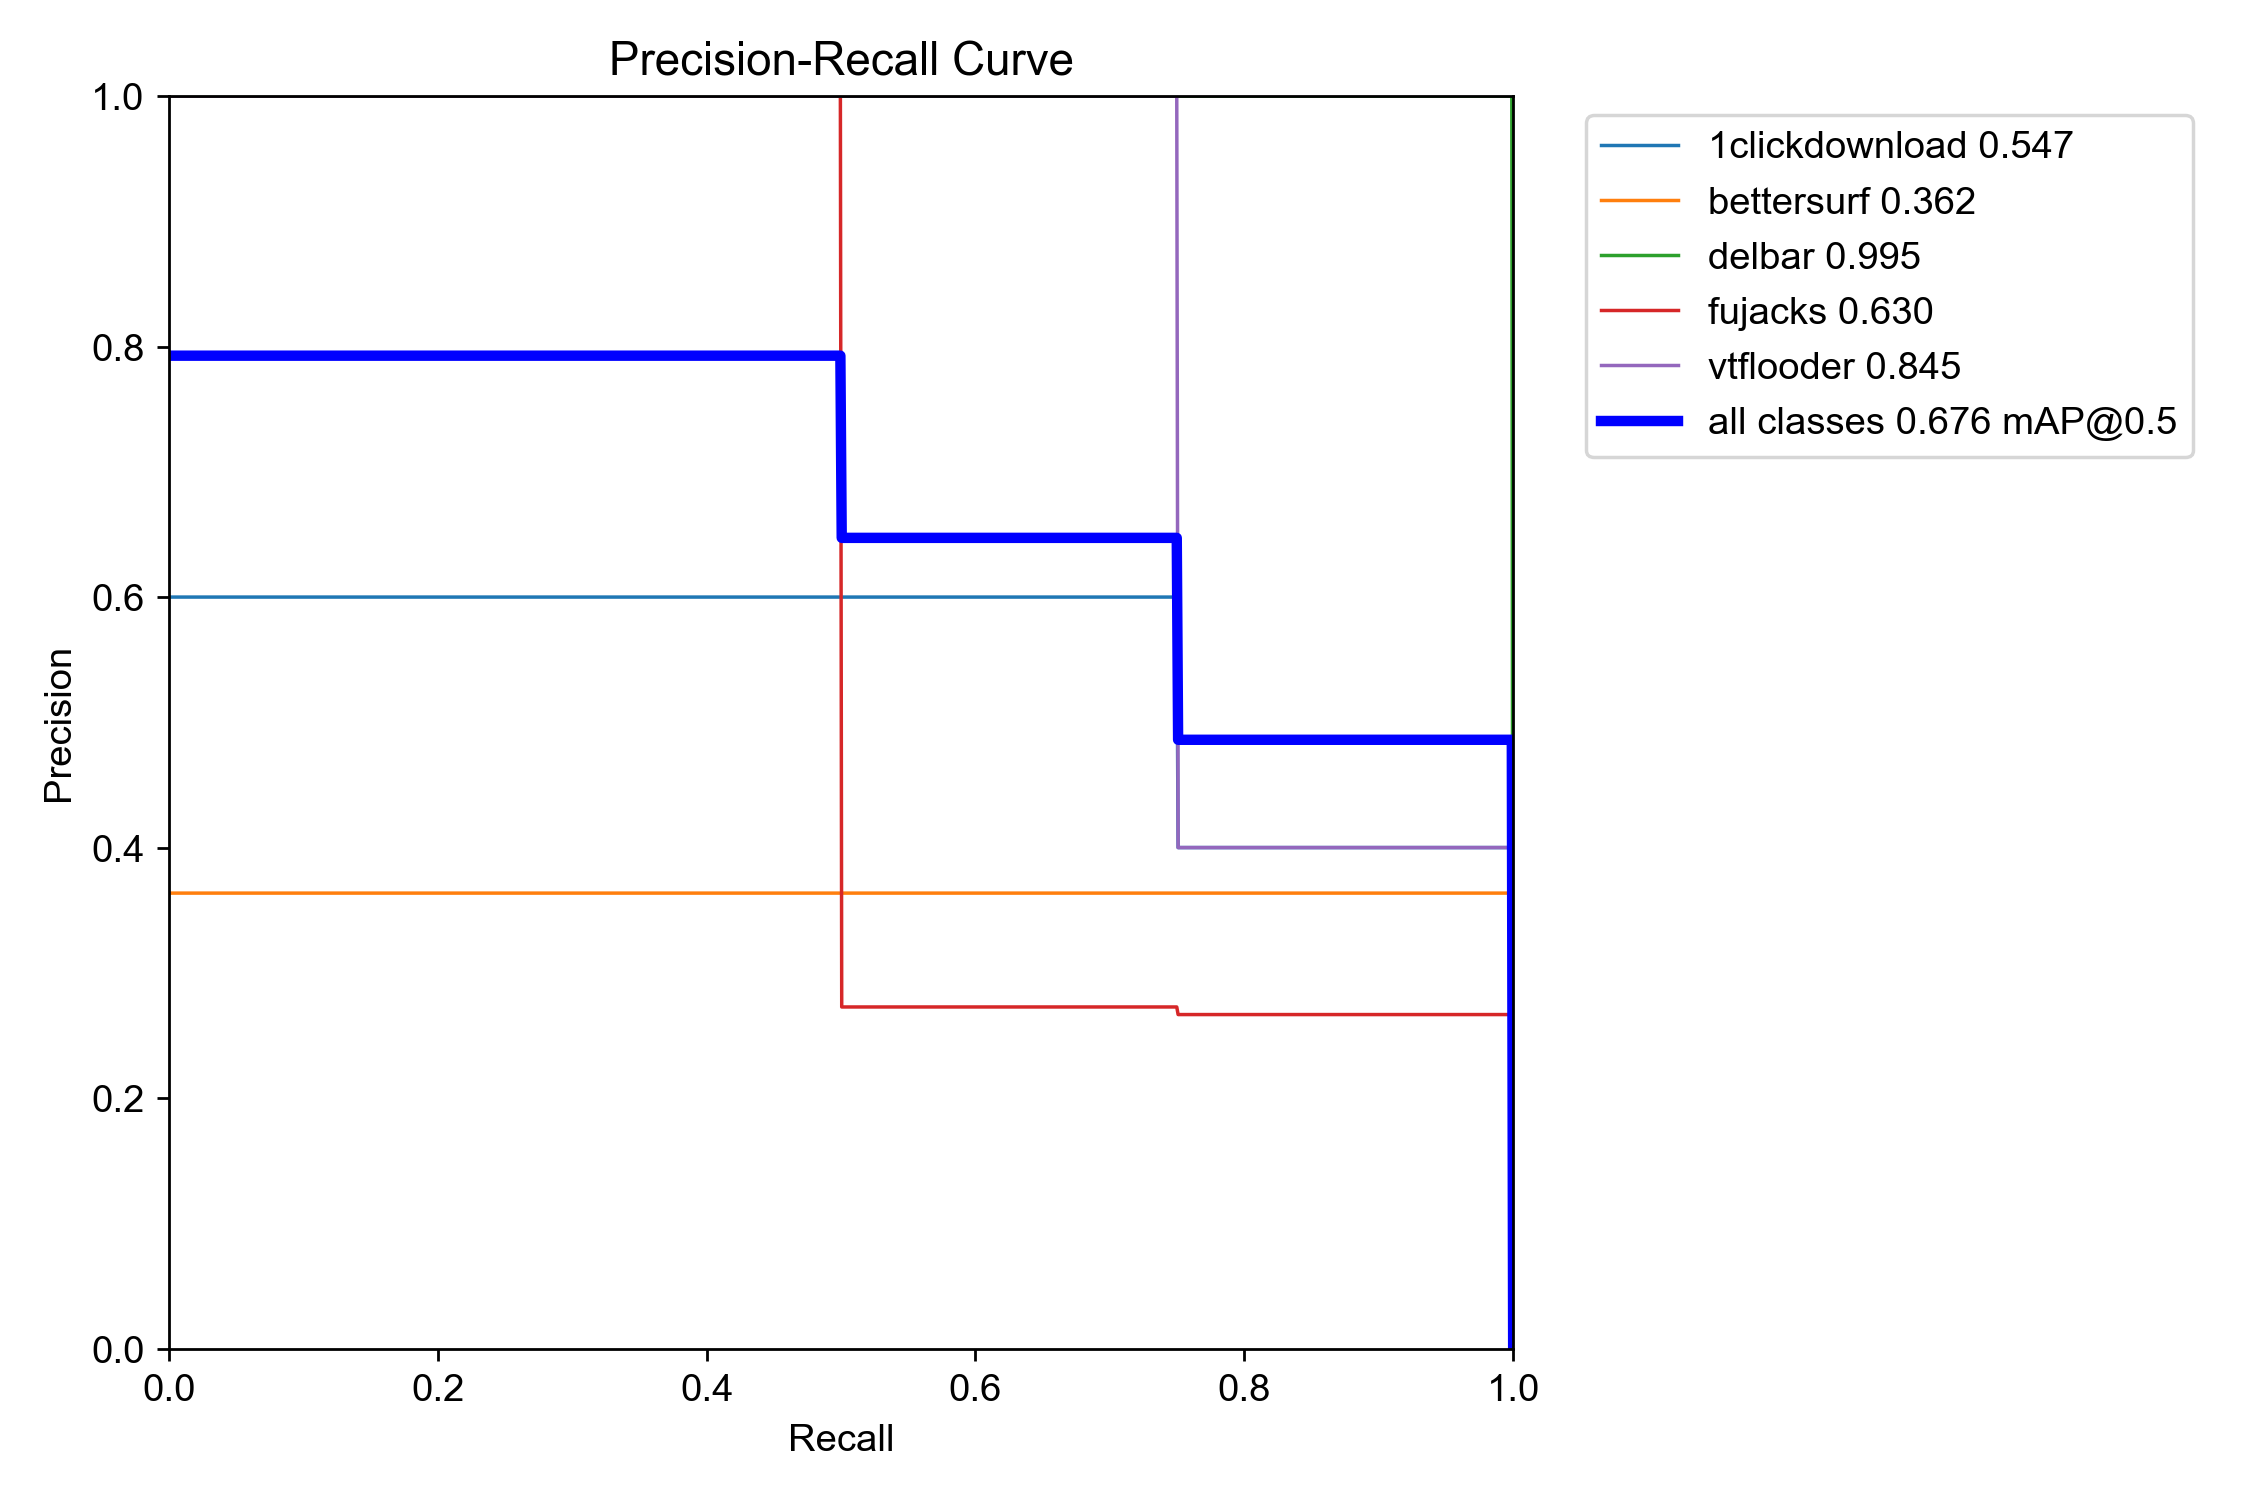 Precision-Recall Curve
1.0
0.8
0.6
0.4
0.2
0.0
Precision
0.0 0.2 0.4 0.6 0.8 1.0
Recall
1clickdownload 0.547
bettersurf 0.362
delbar 0.995
fujacks 0.630
vtflooder 0.845
all classes 0.676 mAP@0.5